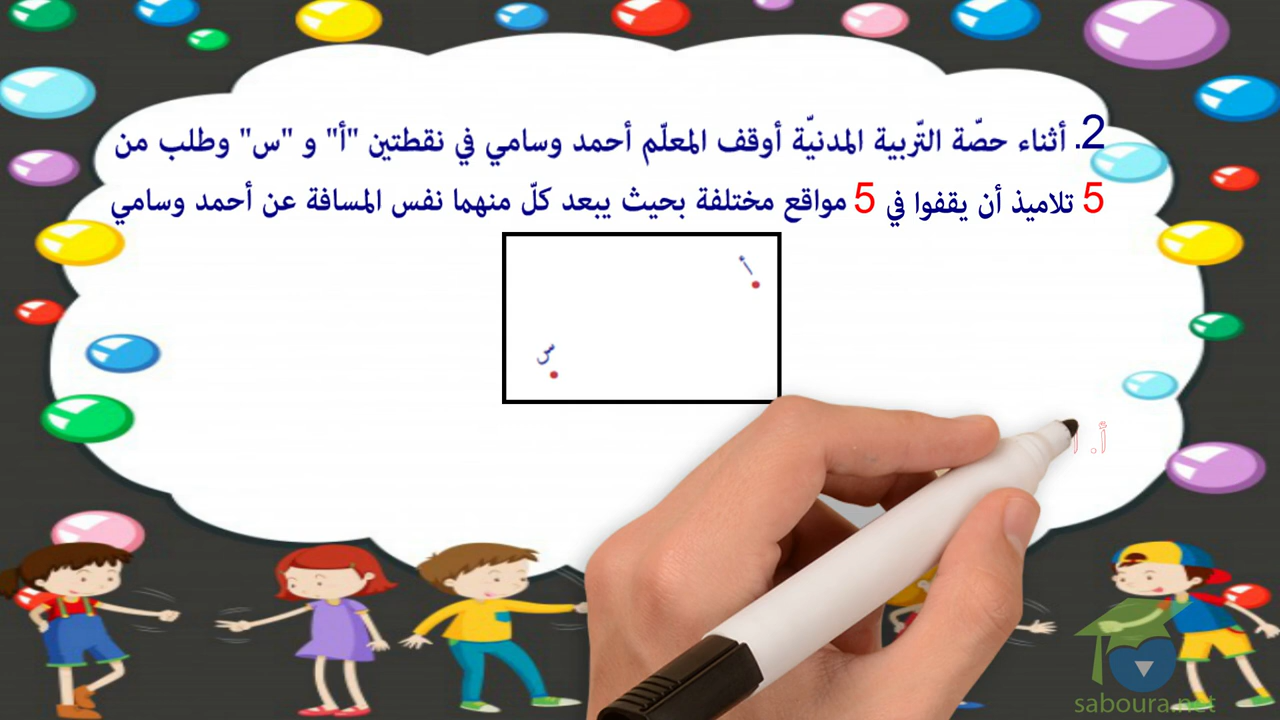 2. أثناء حصّة التّربية المدنيّة أوقف المعلّم أحمد وسامي في نقطتين "أ" و "س" وطلب من
5 تلاميذ أن يقفوا في 5 مواقع مختلفة بحيث يبعد كلّ منهما نفس المسافة عن أحمد وسامي
أ
س
أ.
saboura.net